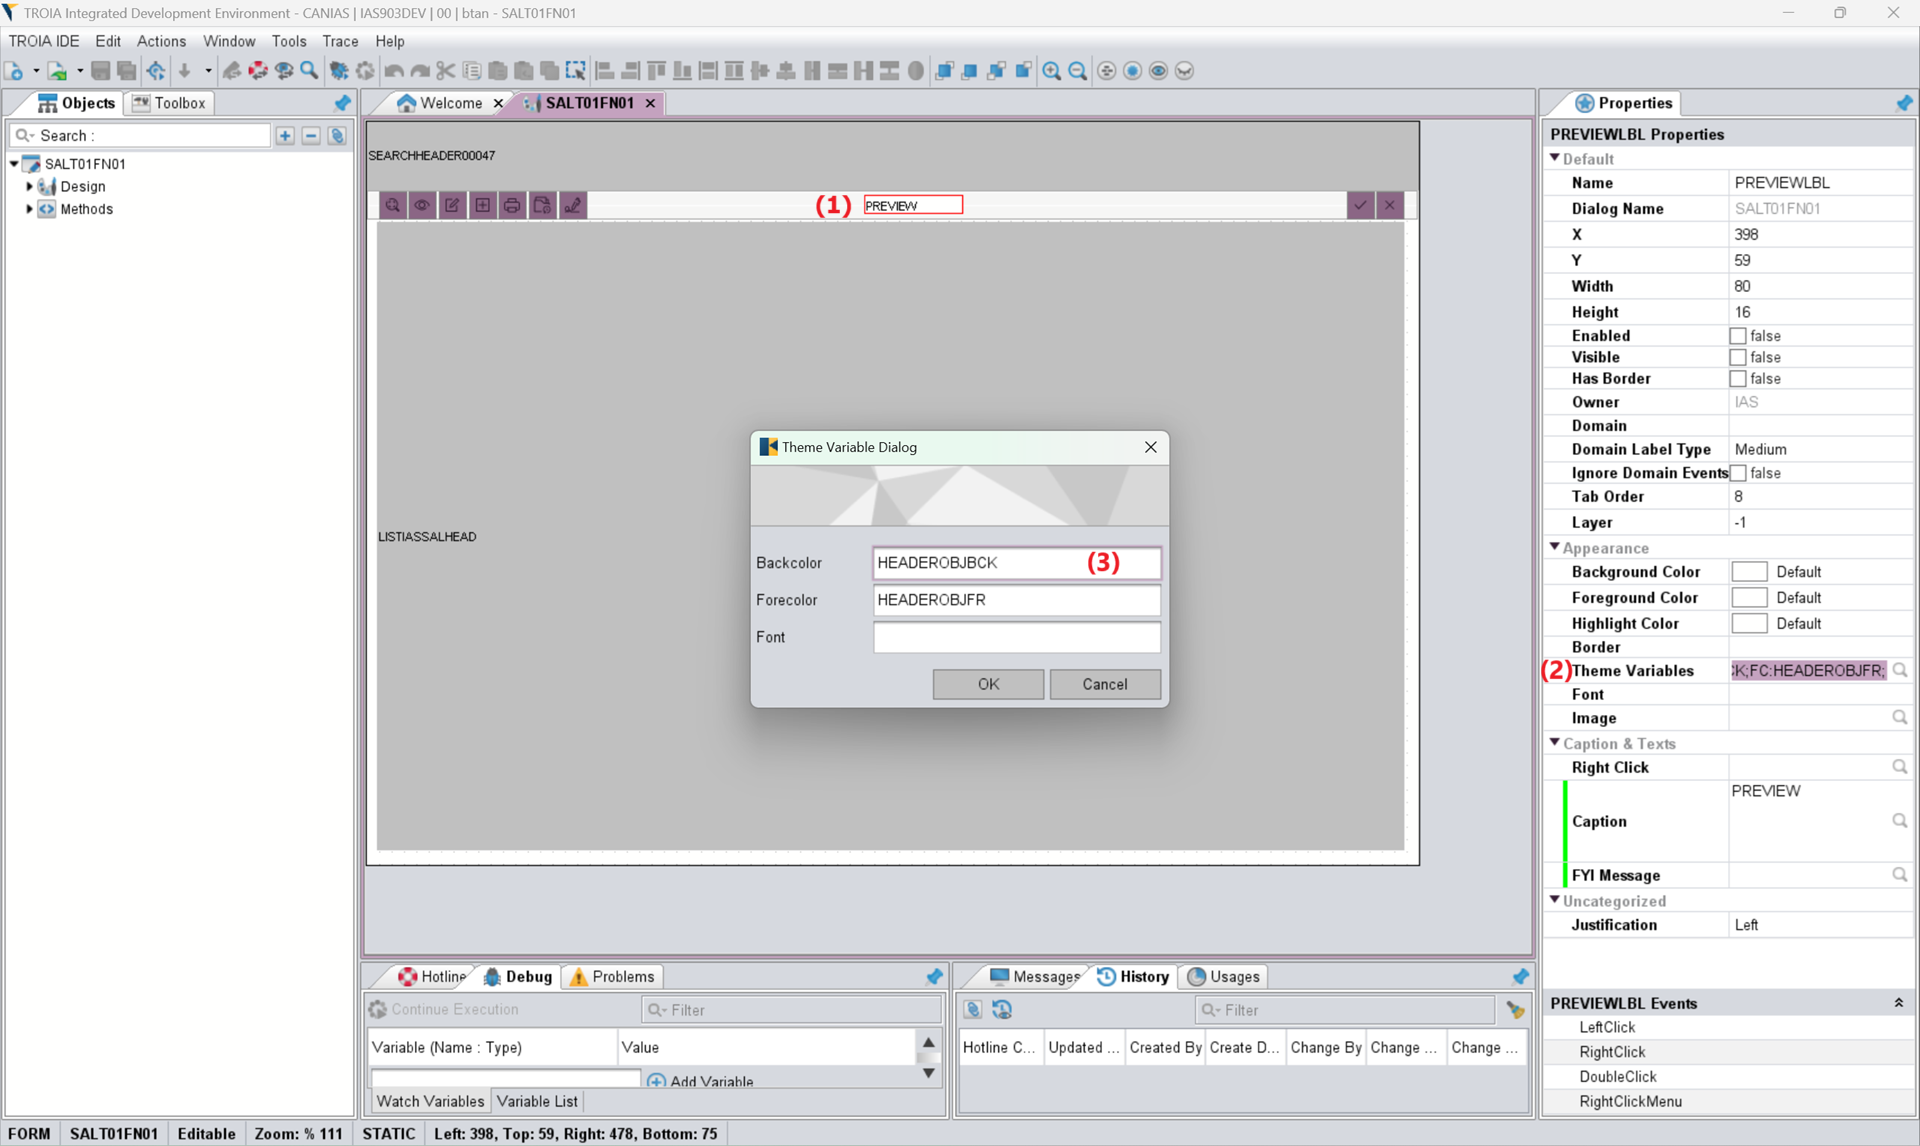 TROIA Integrated Development Environment - CANIAS | IAS903DEV | 00 | btan - SALT01FN01
TROIA IDE Edit Actions Window Tools Trace Help
Objects Toolbox
Search :
SALT01FN01
Design
Methods
Welcome SALT01FN01
SEARCHHEADER00047
(1) PREVIEW
LISTIASSALHEAD
Theme Variable Dialog
Backcolor HEADEROBJBCK (3)
Forecolor HEADEROBJFR
Font
OK Cancel
Properties
PREVIEWLBL Properties
Default
Name PREVIEWLBL
Dialog Name SALT01FN01
X 398
Y 59
Width 80
Height 16
Enabled false
Visible false
Has Border false
Owner IAS
Domain
Domain Label Type Medium
Ignore Domain Events false
Tab Order 8
Layer -1
Appearance
Background Color Default
Foreground Color Default
Highlight Color Default
Border
(2) Theme Variables K;FC:HEADEROBJFR;
Font
Image
Caption & Texts
Right Click
PREVIEW
Caption
FYI Message
Uncategorized
Justification Left
PREVIEWLBL Events
LeftClick
RightClick
DoubleClick
RightClickMenu
Hotline Debug Problems
Continue Execution Filter
Variable (Name : Type) Value
Add Variable
Watch Variables Variable List
Messages History Usages
Filter
Hotline C... Updated ... Created By Create D... Change By Change ... Change ...
FORM SALT01FN01 Editable Zoom: % 111 STATIC Left: 398, Top: 59, Right: 478, Bottom: 75